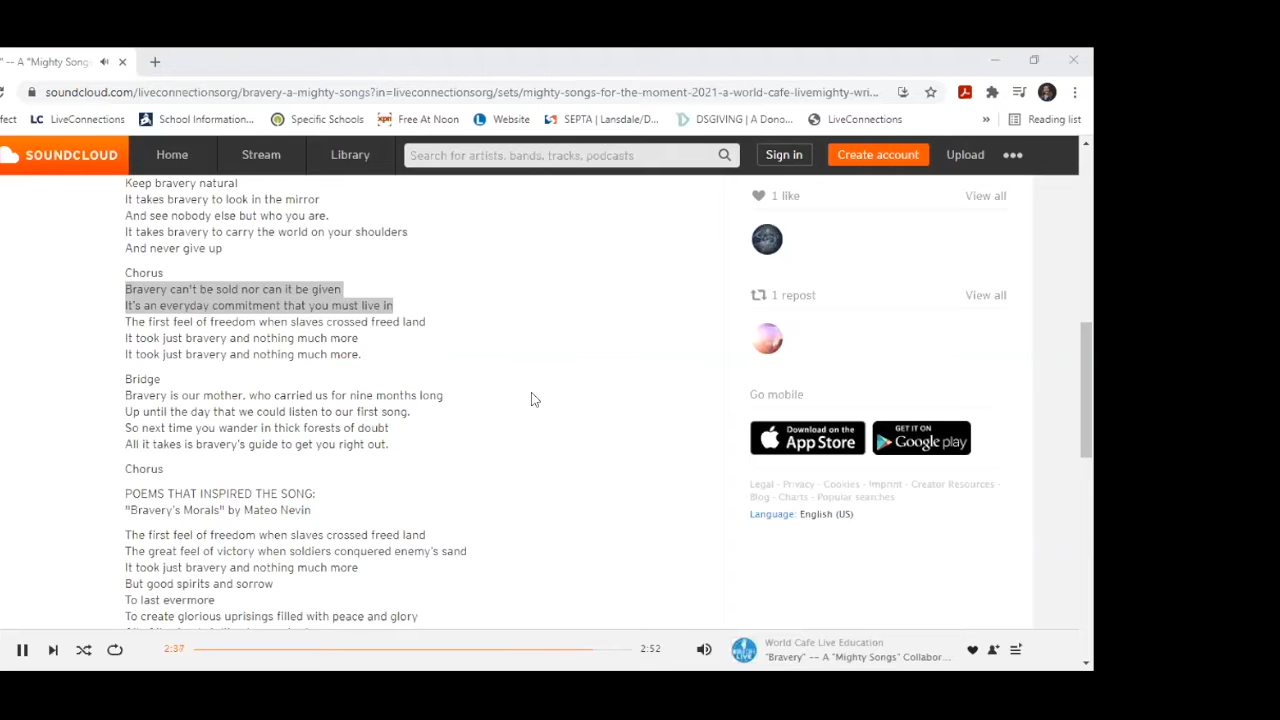 " -- A "Mighty Song
soundcloud.com/liveconnectionsorg/bravery-a-mighty-songs?in=liveconnectionsorg/sets/mighty-songs-for-the-moment-2021-a-world-cafe-livemighty-wri...
fect LC LiveConnections School Information... Specific Schools xpn Free At Noon Website SEPTA | Lansdale/D... DSGIVING | A Dono... LiveConnections » Reading list
SOUNDCLOUD Home Stream Library Search for artists, bands, tracks, podcasts Sign in Create account Upload
Keep bravery natural
It takes bravery to look in the mirror
And see nobody else but who you are.
It takes bravery to carry the world on your shoulders
And never give up
Chorus
Bravery can't be sold nor can it be given
It's an everyday commitment that you must live in
The first feel of freedom when slaves crossed freed land
It took just bravery and nothing much more
It took just bravery and nothing much more.
Bridge
Bravery is our mother, who carried us for nine months long
Up until the day that we could listen to our first song.
So next time you wander in thick forests of doubt
All it takes is bravery's guide to get you right out.
Chorus
POEMS THAT INSPIRED THE SONG:
"Bravery's Morals" by Mateo Nevin
The first feel of freedom when slaves crossed freed land
The great feel of victory when soldiers conquered enemy's sand
It took just bravery and nothing much more
But good spirits and sorrow
To last evermore
To create glorious uprisings filled with peace and glory
1 like View all
1 repost View all
Go mobile
Download on the App Store GET IT ON Google play
Legal - Privacy - Cookies - Imprint - Creator Resources -
Blog - Charts - Popular searches
Language: English (US)
2:37 2:52
World Cafe Live Education
"Bravery" -- A "Mighty Songs" Collabor...